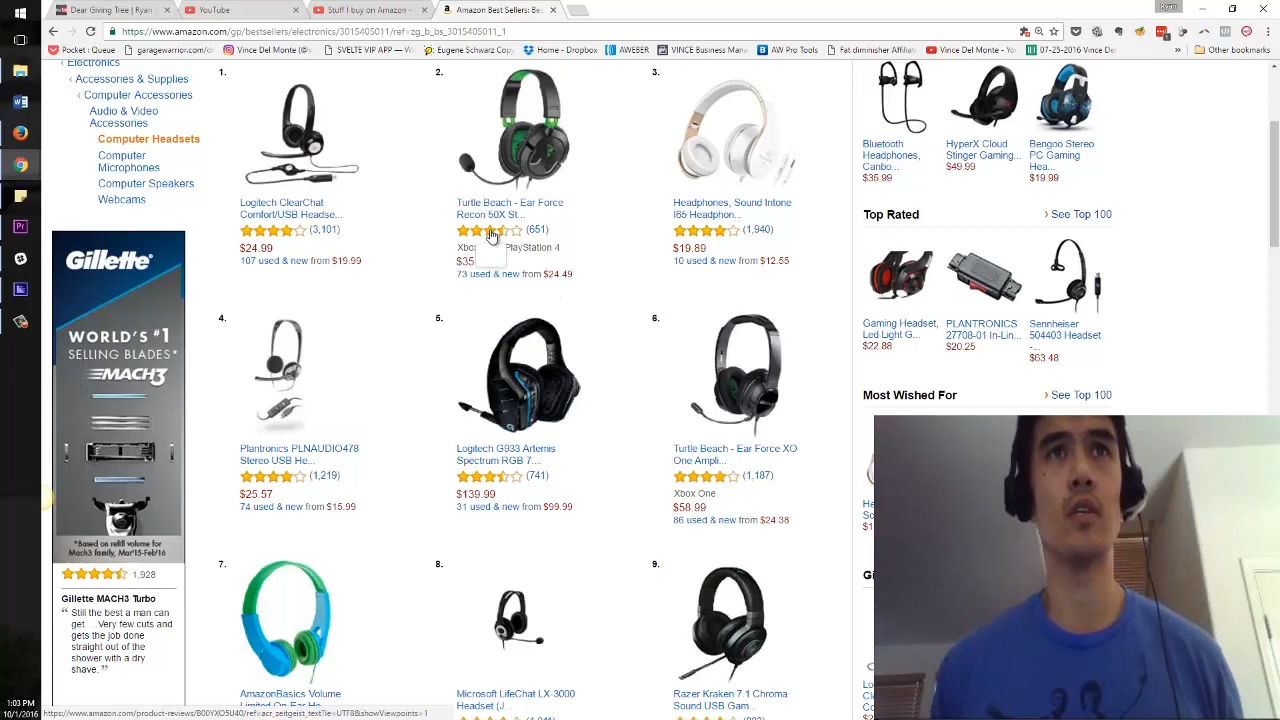 Dear Giving Tree | Ryan
YouTube
Stuff I buy on Amazon -
Amazon Best Sellers: Be
Ryan
https://www.amazon.com/gp/bestsellers/electronics/3015405011/ref=zg_b_bs_3015405011_1
Pocket: Queue
garagewarrior.com/d
Vince Del Monte - Yo
SVELTE VIP APP — W
Eugene Schwartz Cop
Home - Dropbox
AWEBER
VINCE Business Mana
AW Pro Tools
Fat diminisher Affiliat
Vince Del Monte - Yo
07-25-2016 Vince De
Other bookmarks
‹ Electronics
‹ Accessories & Supplies
‹ Computer Accessories
Audio & Video
Accessories
Computer Headsets
Computer
Microphones
Computer Speakers
Webcams
Gillette
WORLD'S #1
SELLING BLADES*
MACH3
*Based on refill volume for
Mach3 family, Mar'15-Feb'16
1,928
Gillette MACH3 Turbo
“ Still the best a man can
get. ...Very few cuts and
gets the job done
straight out of the
shower with a dry
shave. ”
1.
Logitech ClearChat
Comfort/USB Headse...
(3,101)
$24.99
107 used & new from $19.99
2.
Turtle Beach - Ear Force
Recon 50X St...
(651)
Xbo
PlayStation 4
$35
73 used & new from $24.49
3.
Headphones, Sound Intone
I65 Headphon...
(1,940)
$19.89
10 used & new from $12.55
4.
Plantronics PLNAUDIO478
Stereo USB He...
(1,219)
$25.57
74 used & new from $15.99
5.
Logitech G933 Artemis
Spectrum RGB 7....
(741)
$139.99
31 used & new from $99.99
6.
Turtle Beach - Ear Force XO
One Ampli...
(1,187)
Xbox One
$58.99
86 used & new from $24.38
7.
AmazonBasics Volume
Limited On-Ear He
8.
Microsoft LifeChat LX-3000
Headset (J...
9.
Razer Kraken 7.1 Chroma
Sound USB Gam...
Bluetooth
Headphones,
Canbo...
$35.99
HyperX Cloud
Stinger Gaming...
$49.99
Bengoo Stereo
PC Gaming
Hea...
$19.99
Top Rated
› See Top 100
Gaming Headset,
Led Light G...
$22.88
PLANTRONICS
27708-01 In-Lin...
$20.25
Sennheiser
504403 Headset
-...
$63.48
Most Wished For
› See Top 100
1:03 PM
10/1/2016